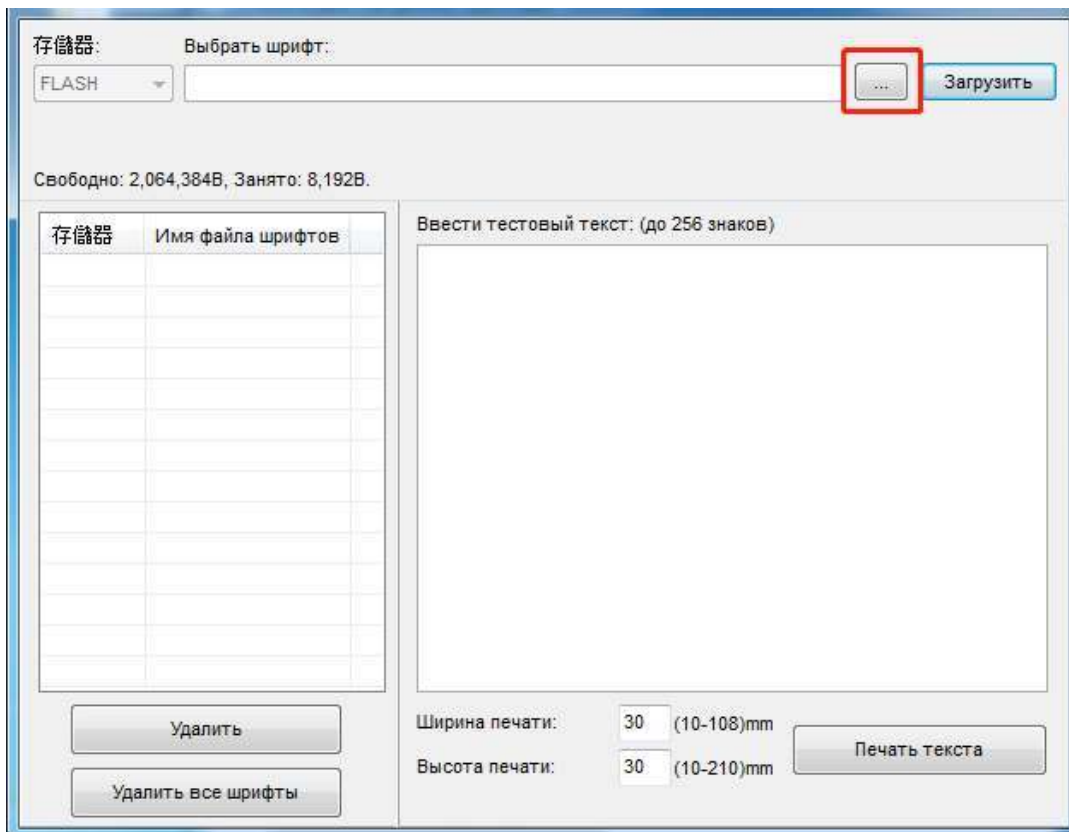 存儲器: Выбрать шрифт:
FLASH ... Загрузить
Свободно: 2,064,384B, Занято: 8,192B.
存儲器 Имя файла шрифтов
Ввести тестовый текст: (до 256 знаков)
Удалить
Удалить все шрифты
Ширина печати: 30 (10-108)mm
Высота печати: 30 (10-210)mm
Печать текста